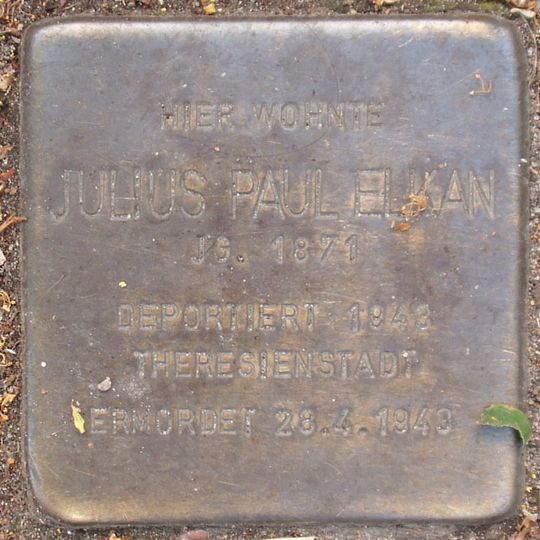 HIER WOHNTE
JULIUS PAUL ELKAN
JG. 1871
DEPORTIERT 1943
THERESIENSTADT
ERMORDET 28.4.1943